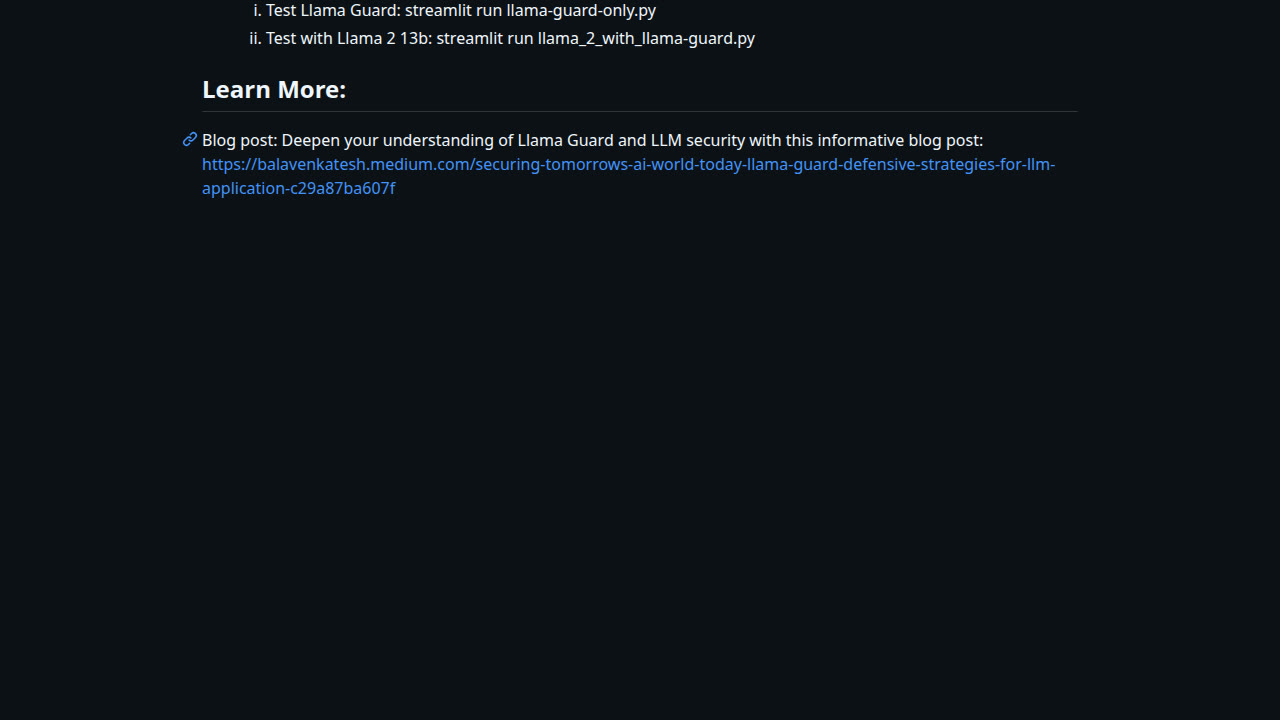 i. Test Llama Guard: streamlit run llama-guard-only.py
ii. Test with Llama 2 13b: streamlit run llama_2_with_llama-guard.py
Learn More:
Blog post: Deepen your understanding of Llama Guard and LLM security with this informative blog post:
https://balavenkatesh.medium.com/securing-tomorrows-ai-world-today-llama-guard-defensive-strategies-for-llm-
application-c29a87ba607f